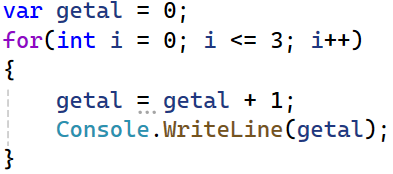 var getal = 0;
for(int i = 0; i <= 3; i++)
{
    getal = getal + 1;
    Console.WriteLine(getal);
}